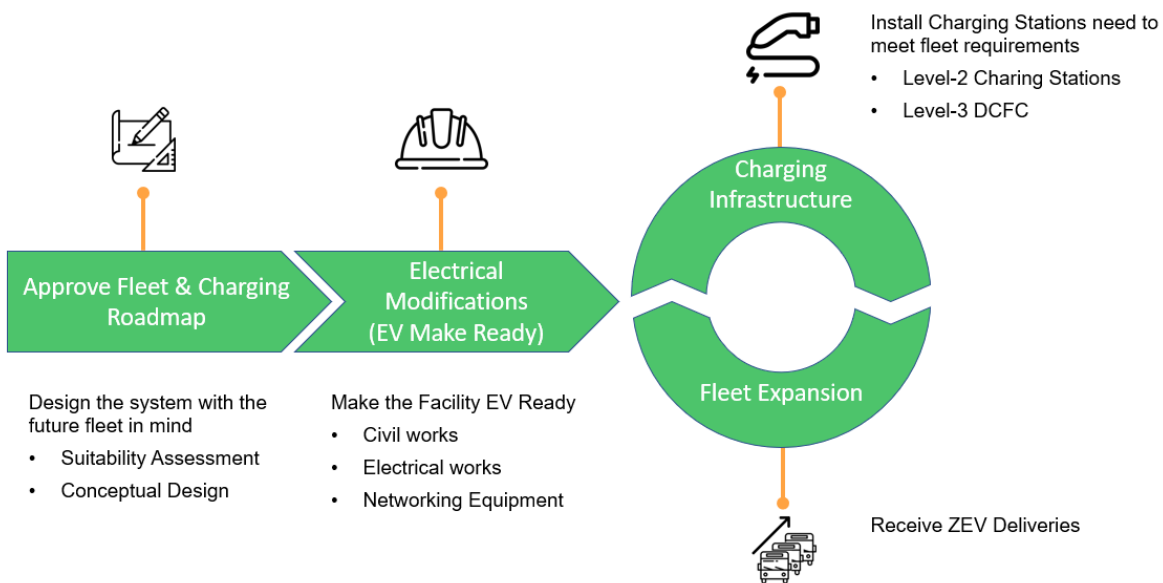 Install Charging Stations need to
meet fleet requirements
• Level-2 Charing Stations
• Level-3 DCFC
Charging
Infrastructure
Approve Fleet & Charging
Roadmap
Electrical
Modifications
(EV Make Ready)
Fleet Expansion
Design the system with the
future fleet in mind
• Suitability Assessment
• Conceptual Design
Make the Facility EV Ready
• Civil works
• Electrical works
• Networking Equipment
Receive ZEV Deliveries